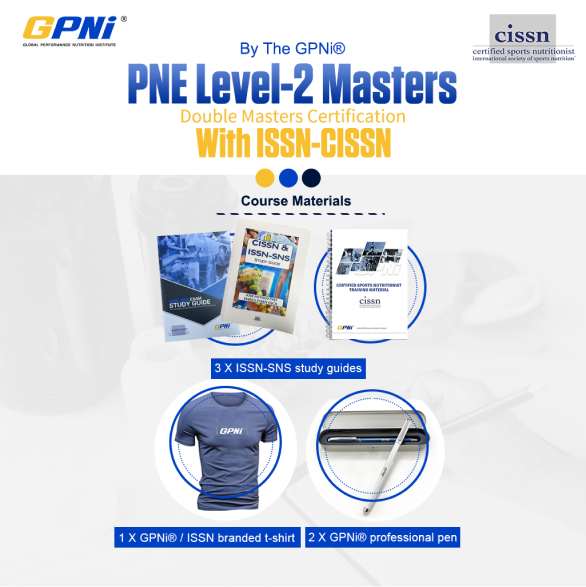 GPNi®
GLOBAL PERFORMANCE NUTRITION INSTITUTE
cissn
certified sports nutritionist
international society of sports nutrition
By The GPNi®
PNE Level-2 Masters
Double Masters Certification
With ISSN-CISSN
Course Materials
EXAM
STUDY GUIDE
GPNi
CISSN &
ISSN-SNS
STUDY GUIDE
GPNi
CERTIFIED SPORTS NUTRITIONIST
TRAINING MATERIAL
cissn
GPNi
3 X ISSN-SNS study guides
GPNi
1 X GPNi® / ISSN branded t-shirt
2 X GPNi® professional pen